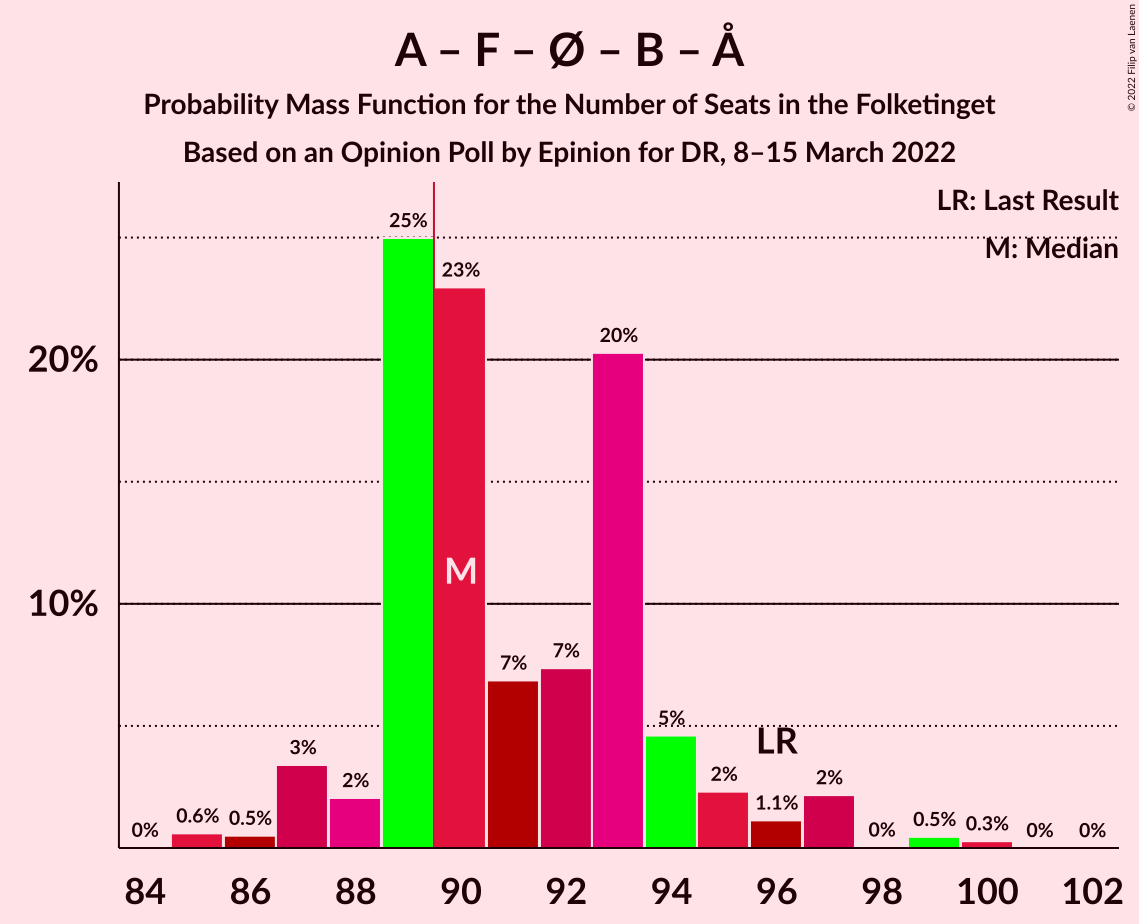 A – F – Ø – B – Å
Probability Mass Function for the Number of Seats in the Folketinget
Based on an Opinion Poll by Epinion for DR, 8–15 March 2022
© 2022 Filip van Laenen
LR: Last Result
M: Median
20%
10%
0%
0.6%
0.5%
3%
2%
25%
23%
M
7%
7%
20%
5%
2%
LR
1.1%
2%
0%
0.5%
0.3%
0%
0%
84 86 88 90 92 94 96 98 100 102